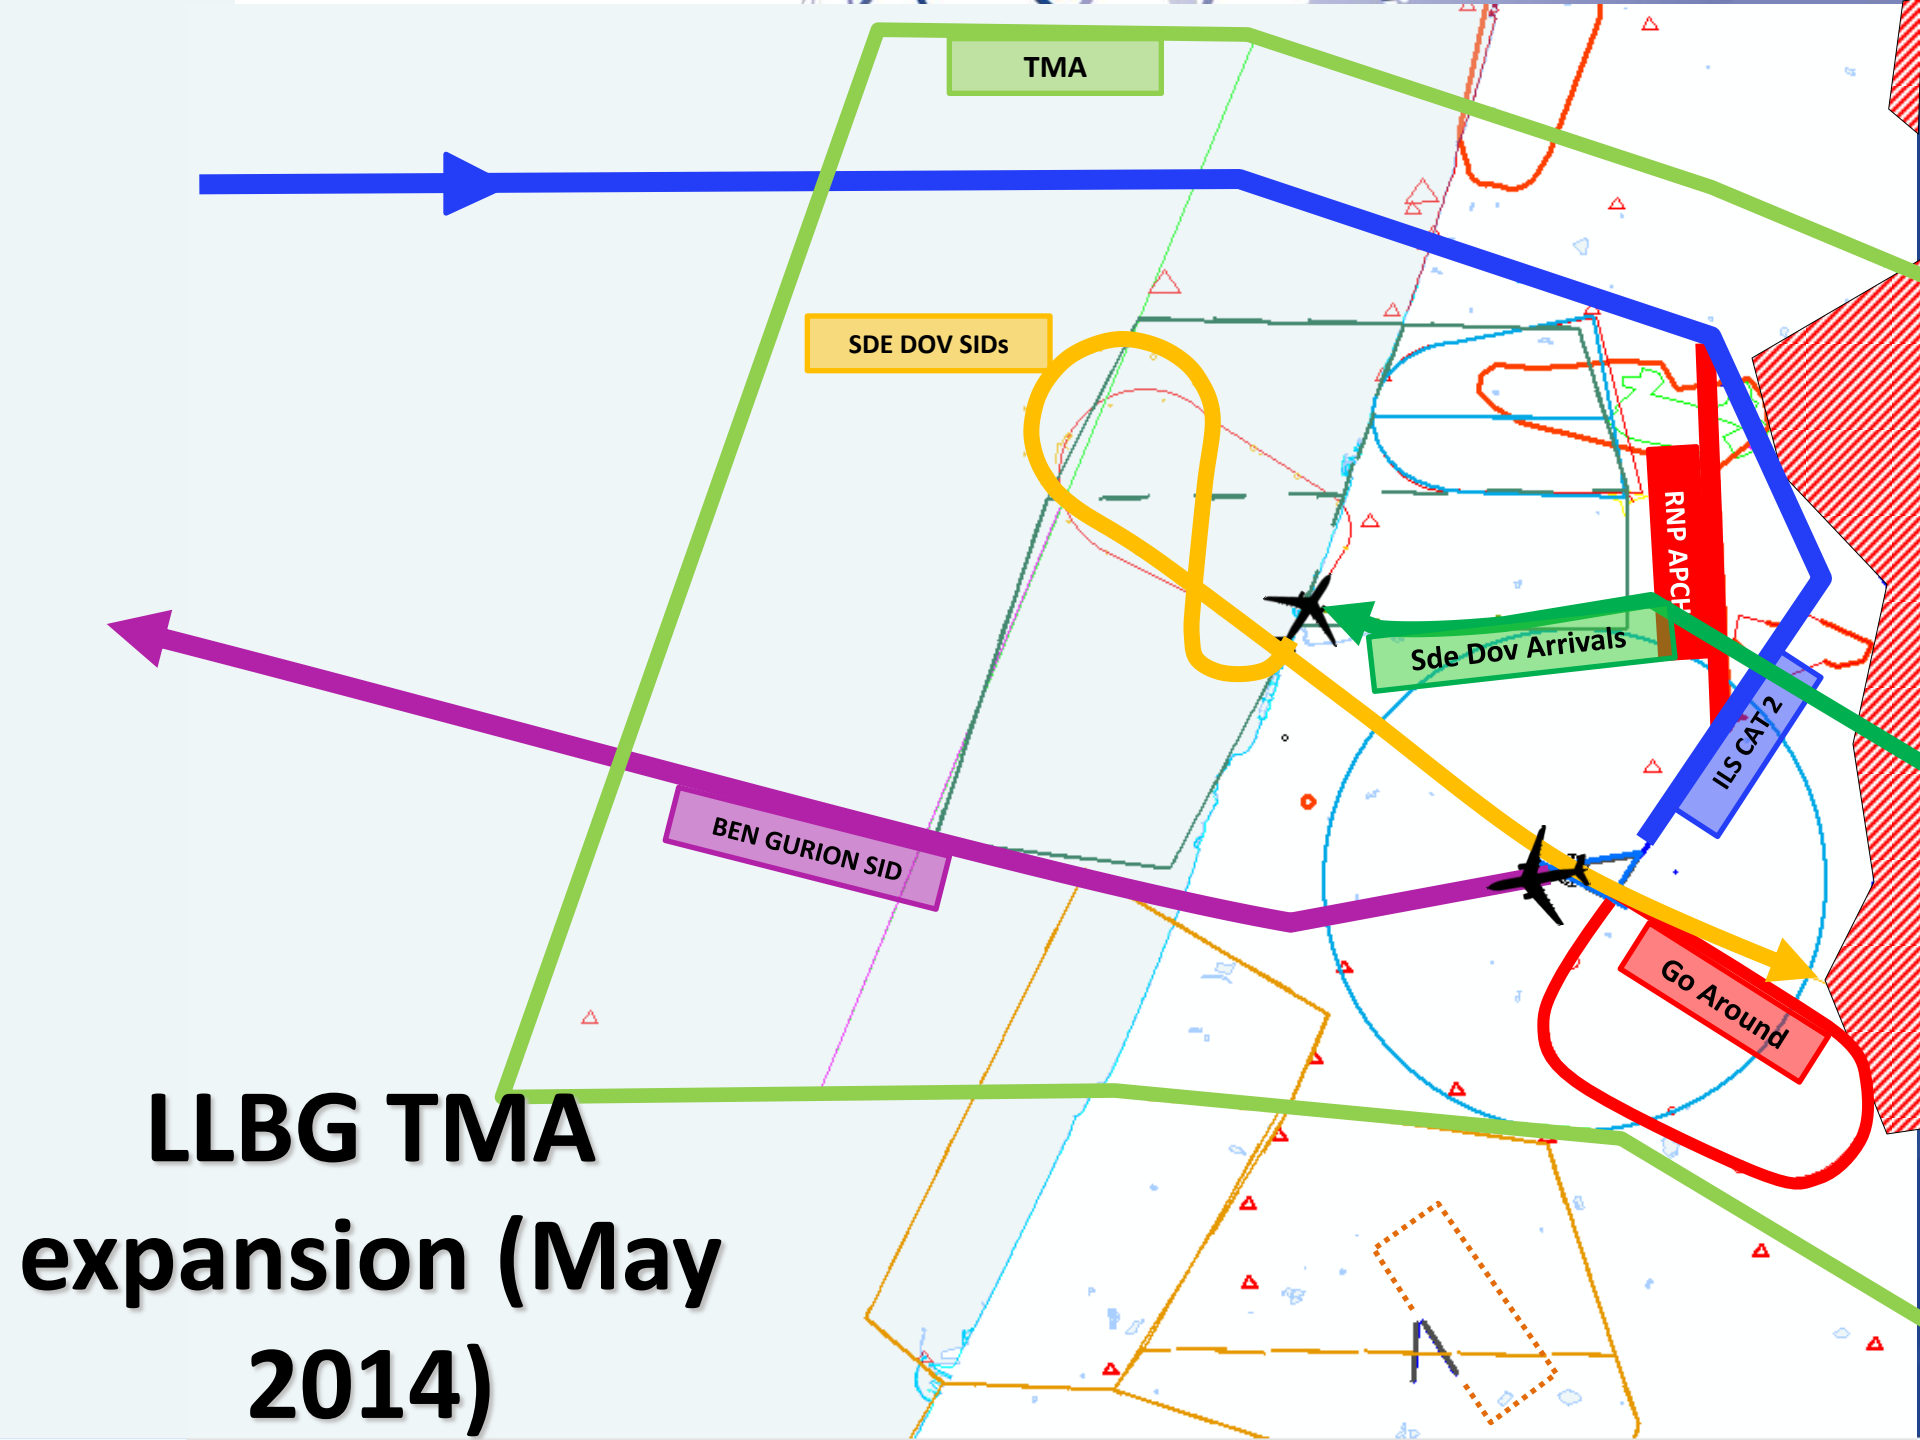 TMA
SDE DOV SIDs
RNP APCH
Sde Dov Arrivals
ILS CAT 2
BEN GURION SID
Go Around
LLBG TMA
expansion (May
2014)